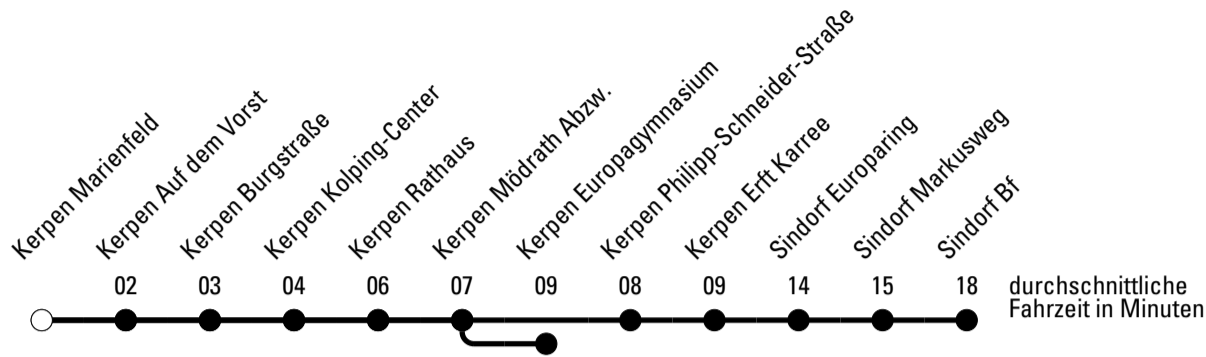 Kerpen Marienfeld
Kerpen Auf dem Vorst
Kerpen Burgstraße
Kerpen Kolping-Center
Kerpen Rathaus
Kerpen Mödrath Abzw.
Kerpen Europagymnasium
Kerpen Philipp-Schneider-Straße
Kerpen Erft Karree
Sindorf Europaring
Sindorf Markusweg
Sindorf Bf
02 03 04 06 07 09 08 09 14 15 18
durchschnittliche
Fahrzeit in Minuten